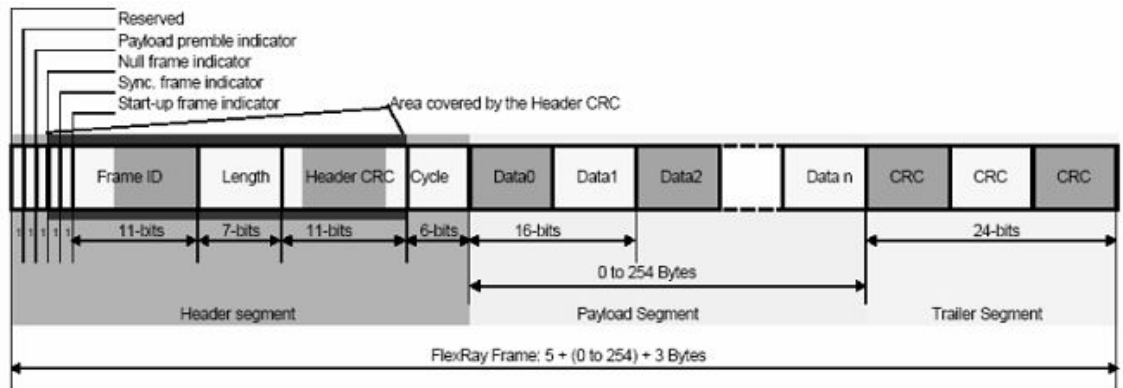 Reserved
Payload premble indicator
Null frame indicator
Sync. frame indicator
Start-up frame indicator
Area covered by the Header CRC
Frame ID Length Header CRC Cycle Data0 Data1 Data2 Data n CRC CRC CRC
1 1 1 1 1 11-bits 7-bits 11-bits 6-bits 16-bits 24-bits
0 to 254 Bytes
Header segment Payload Segment Trailer Segment
FlexRay Frame: 5 + (0 to 254) + 3 Bytes